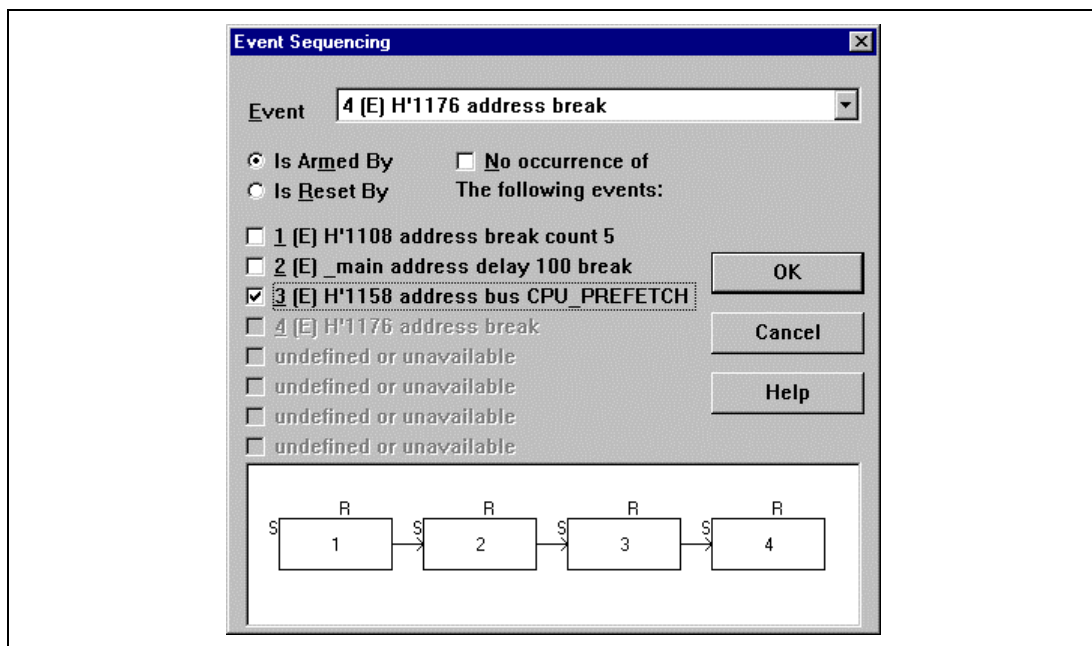 Event Sequencing
Event 4 (E) H'1176 address break
Is Armed By No occurrence of
Is Reset By The following events:
1 (E) H'1108 address break count 5
2 (E) _main address delay 100 break
3 (E) H'1158 address bus CPU_PREFETCH
4 (E) H'1176 address break
undefined or unavailable
undefined or unavailable
undefined or unavailable
undefined or unavailable
OK
Cancel
Help
R R R R
S 1 S 2 S 3 S 4